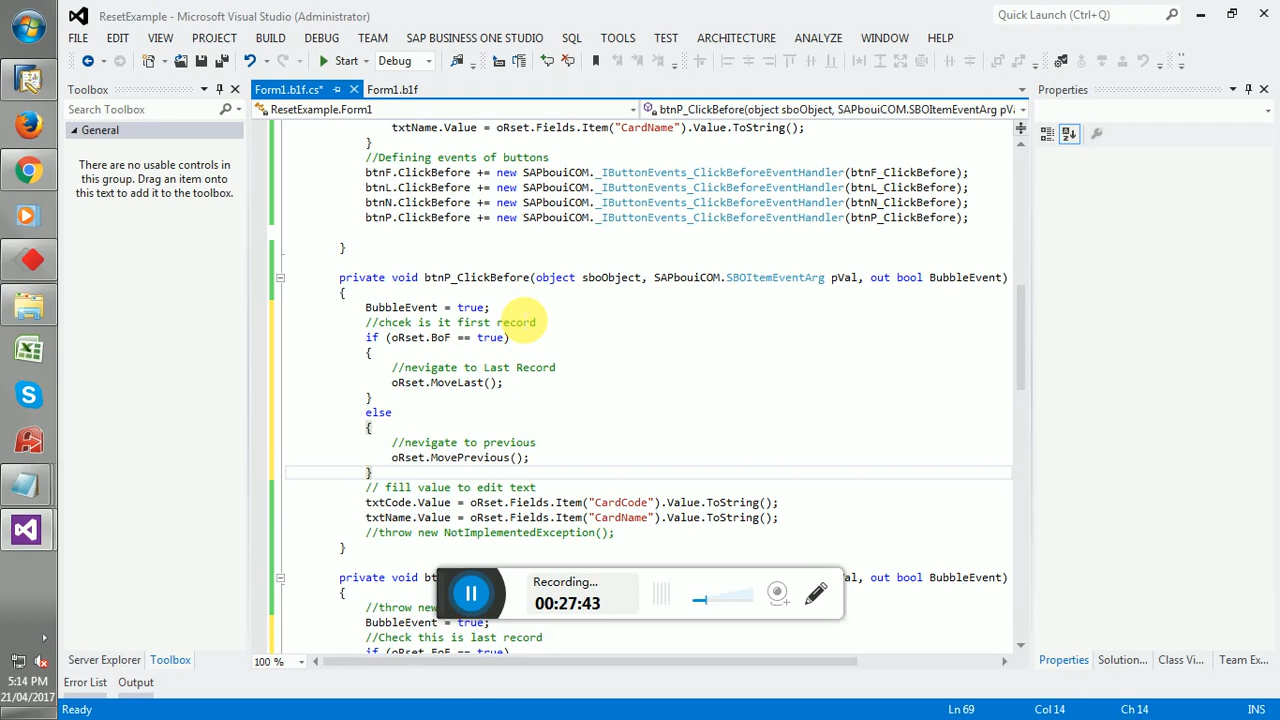 ResetExample - Microsoft Visual Studio (Administrator)
Quick Launch (Ctrl+Q)
FILE EDIT VIEW PROJECT BUILD DEBUG TEAM SAP BUSINESS ONE STUDIO SQL TOOLS TEST ARCHITECTURE ANALYZE WINDOW HELP
Start Debug
Toolbox
Form1.b1f.cs* Form1.b1f
Properties
Search Toolbox
ResetExample.Form1
btnP_ClickBefore(object sboObject, SAPbouiCOM.SBOItemEventArg pVa
General
There are no usable controls in
this group. Drag an item onto
this text to add it to the toolbox.
txtName.Value = oRset.Fields.Item("CardName").Value.ToString();
}
//Defining events of buttons
btnF.ClickBefore += new SAPbouiCOM._IButtonEvents_ClickBeforeEventHandler(btnF_ClickBefore);
btnL.ClickBefore += new SAPbouiCOM._IButtonEvents_ClickBeforeEventHandler(btnL_ClickBefore);
btnN.ClickBefore += new SAPbouiCOM._IButtonEvents_ClickBeforeEventHandler(btnN_ClickBefore);
btnP.ClickBefore += new SAPbouiCOM._IButtonEvents_ClickBeforeEventHandler(btnP_ClickBefore);
}
private void btnP_ClickBefore(object sboObject, SAPbouiCOM.SBOItemEventArg pVal, out bool BubbleEvent)
{
BubbleEvent = true;
//chcek is it first record
if (oRset.BoF == true)
{
//nevigate to Last Record
oRset.MoveLast();
}
else
{
//nevigate to previous
oRset.MovePrevious();
}
// fill value to edit text
txtCode.Value = oRset.Fields.Item("CardCode").Value.ToString();
txtName.Value = oRset.Fields.Item("CardName").Value.ToString();
//throw new NotImplementedException();
}
private void bt al, out bool BubbleEvent)
{
//throw new
BubbleEvent = true;
//Check this is last record
if (oRset.EoF == true)
Recording...
00:27:43
100 %
Server Explorer Toolbox
Properties Solution... Class Vi... Team Ex...
Error List Output
Ready
Ln 69 Col 14 Ch 14 INS
5:14 PM
21/04/2017